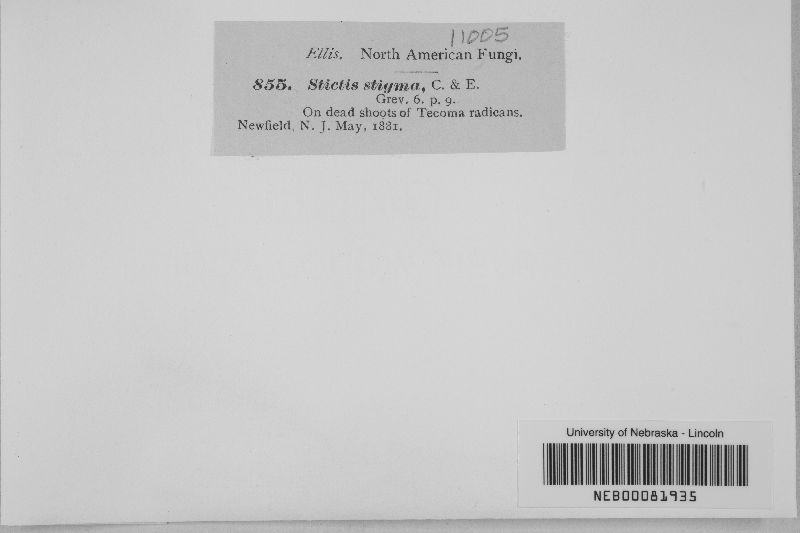 11005
Ellis. North American Fungi.
855. Stictis stigma, C. & E.
Grev. 6. p. 9.
On dead shoots of Tecoma radicans.
Newfield, N. J. May, 1881.
University of Nebraska - Lincoln
NEB00081935